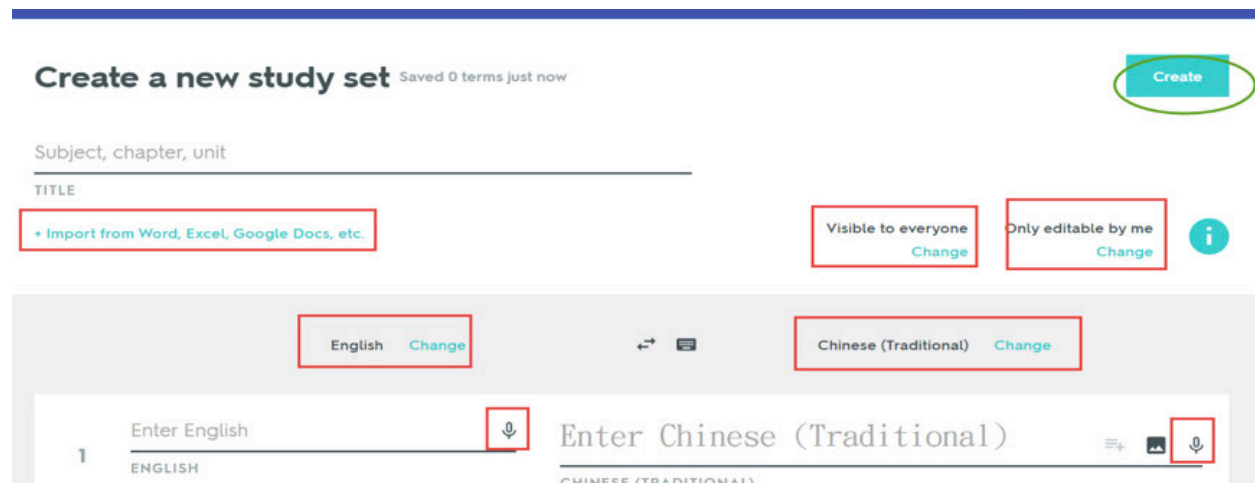 Create a new study set Saved 0 terms just now
Create
Subject, chapter, unit
TITLE
+ Import from Word, Excel, Google Docs, etc.
Visible to everyone
Change
Only editable by me
Change
i
English Change
Chinese (Traditional) Change
1
Enter English
ENGLISH
Enter Chinese (Traditional)
CHINESE (TRADITIONAL)